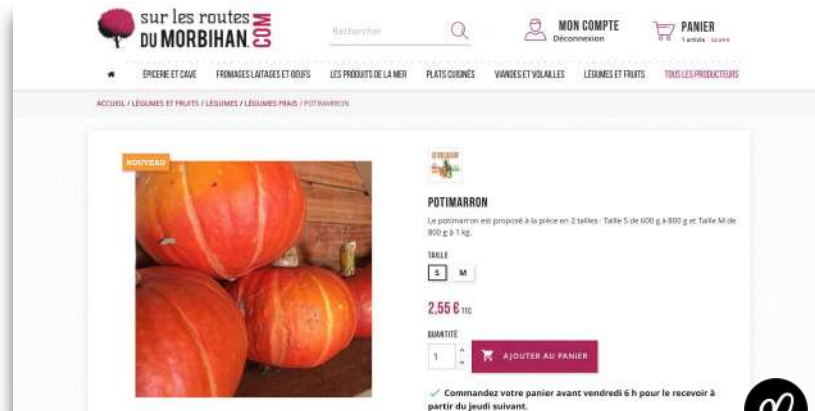 sur les routes
DU MORBIHAN.COM
Rechercher
MON COMPTE
Déconnexion
PANIER
1 article
ÉPICERIE ET CAVE FROMAGES LAITAGES ET OEUFS LES PRODUITS DE LA MER PLATS CUISINÉS VIANDES ET VOLAILLES LÉGUMES ET FRUITS TOUS LES PRODUCTEURS
ACCUEIL / LÉGUMES ET FRUITS / LÉGUMES / LÉGUMES FRAIS / POTIMARRON
NOUVEAU
POTIMARRON
Le potimarron est proposé à la pièce en 2 tailles : Taille S de 600 g à 800 g et Taille M de
800 g à 1 kg.
TAILLE
S M
2,55 € TTC
QUANTITÉ
1 AJOUTER AU PANIER
Commandez votre panier avant vendredi 6 h pour le recevoir à
partir du jeudi suivant.